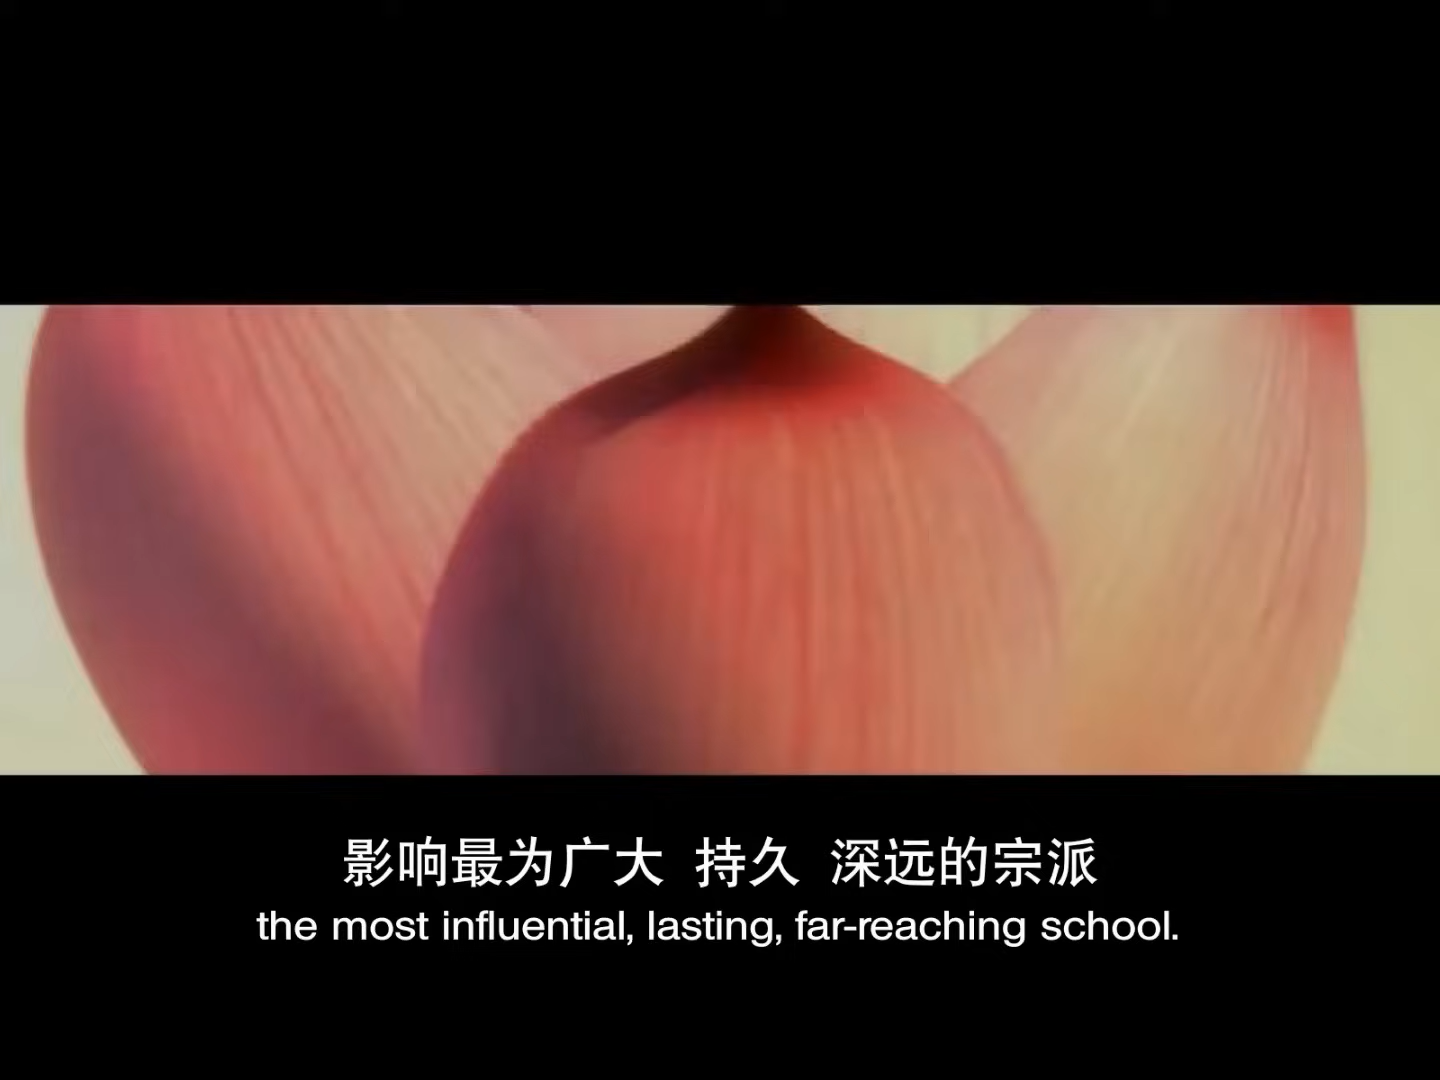 影响最为广大 持久 深远的宗派
the most influential, lasting, far-reaching school.